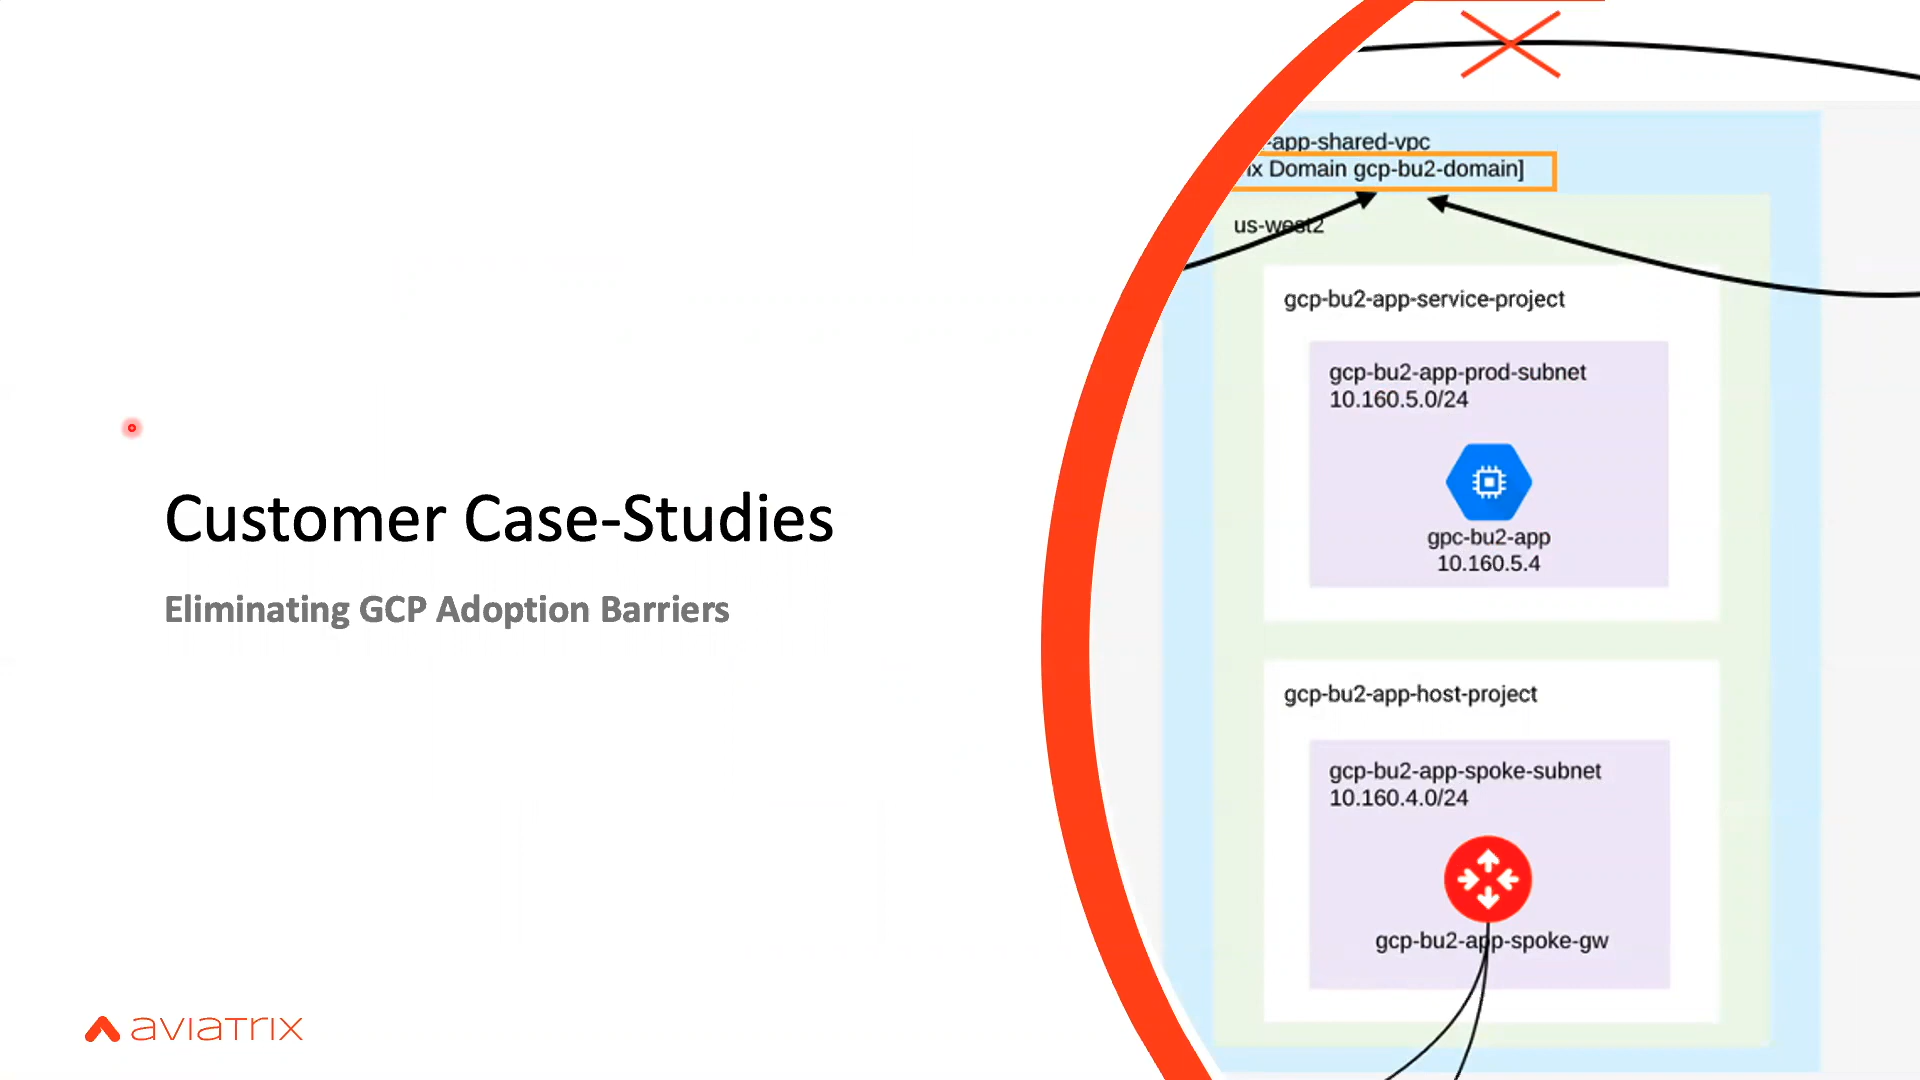 Customer Case-Studies
Eliminating GCP Adoption Barriers
aviatrix
-app-shared-vpc
ix Domain gcp-bu2-domain]
us-west2
gcp-bu2-app-service-project
gcp-bu2-app-prod-subnet
10.160.5.0/24
gpc-bu2-app
10.160.5.4
gcp-bu2-app-host-project
gcp-bu2-app-spoke-subnet
10.160.4.0/24
gcp-bu2-app-spoke-gw